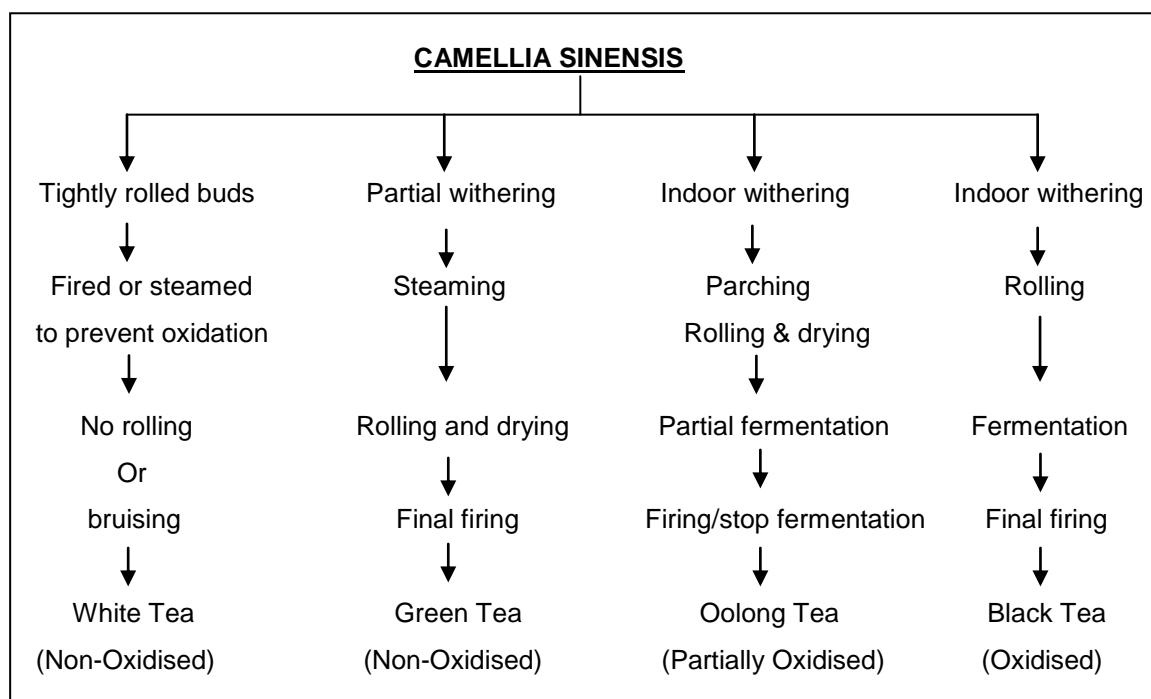 CAMELLIA SINENSIS
Tightly rolled buds
Fired or steamed
to prevent oxidation
No rolling
Or
bruising
White Tea
(Non-Oxidised)
Partial withering
Steaming
Rolling and drying
Final firing
Green Tea
(Non-Oxidised)
Indoor withering
Parching
Rolling & drying
Partial fermentation
Firing/stop fermentation
Oolong Tea
(Partially Oxidised)
Indoor withering
Rolling
Fermentation
Final firing
Black Tea
(Oxidised)